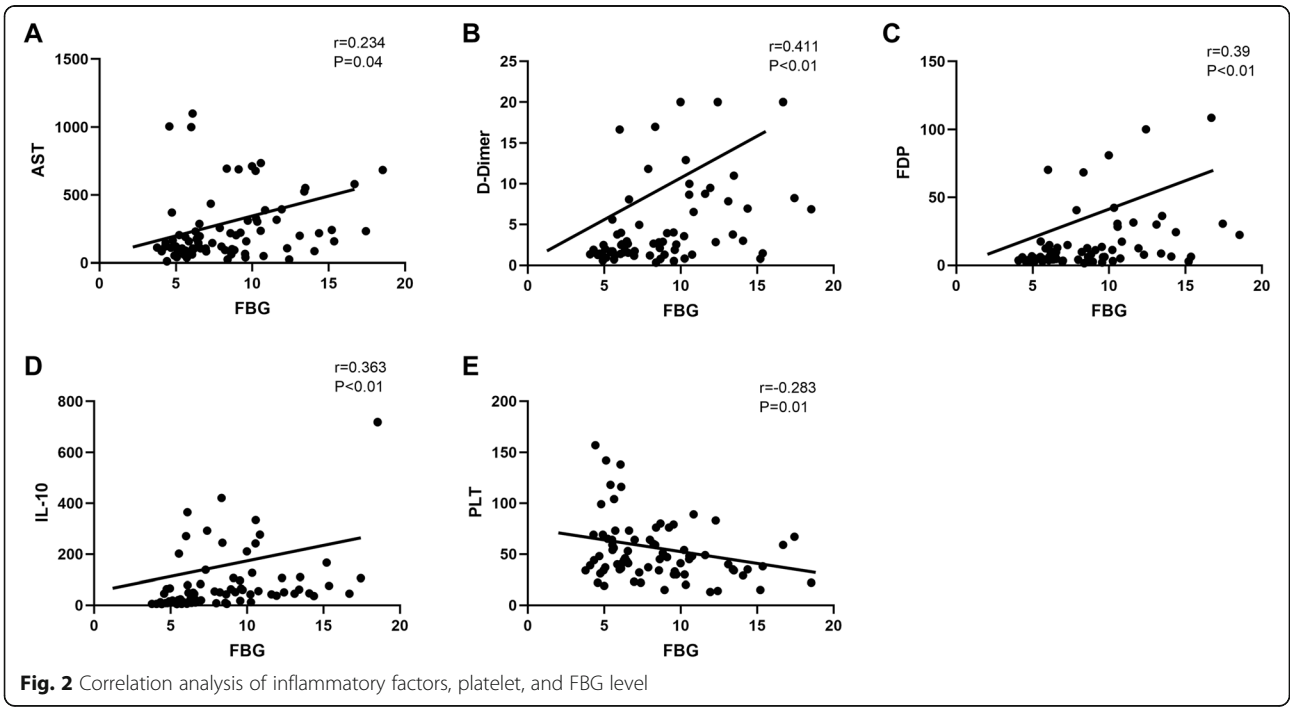 A
r=0.234
P=0.04
1500
1000
500
0
AST
0 5 10 15 20
FBG
B
r=0.411
P<0.01
25
20
15
10
5
0
D-Dimer
0 5 10 15 20
FBG
C
r=0.39
P<0.01
150
100
50
0
FDP
0 5 10 15 20
FBG
D
r=0.363
P<0.01
800
600
400
200
0
IL-10
0 5 10 15 20
FBG
E
r=-0.283
P=0.01
200
150
100
50
0
PLT
0 5 10 15 20
FBG
Fig. 2 Correlation analysis of inflammatory factors, platelet, and FBG level